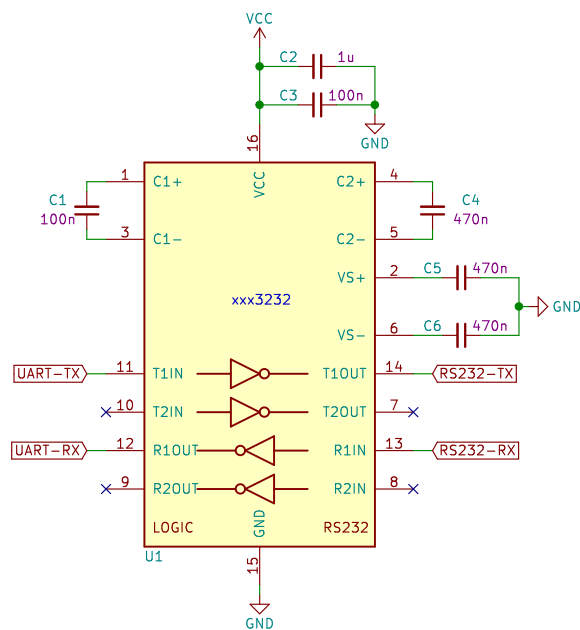 VCC
C2 1u
C3 100n
GND
16
VCC
1 C1+ C2+ 4
C1 100n
C4 470n
3 C1- C2- 5
VS+ 2 C5 470n
xxx3232
GND
VS- 6 C6 470n
UART-TX 11 T1IN T1OUT 14 RS232-TX
10 T2IN T2OUT 7
UART-RX 12 R1OUT R1IN 13 RS232-RX
9 R2OUT R2IN 8
LOGIC GND RS232
U1
15
GND